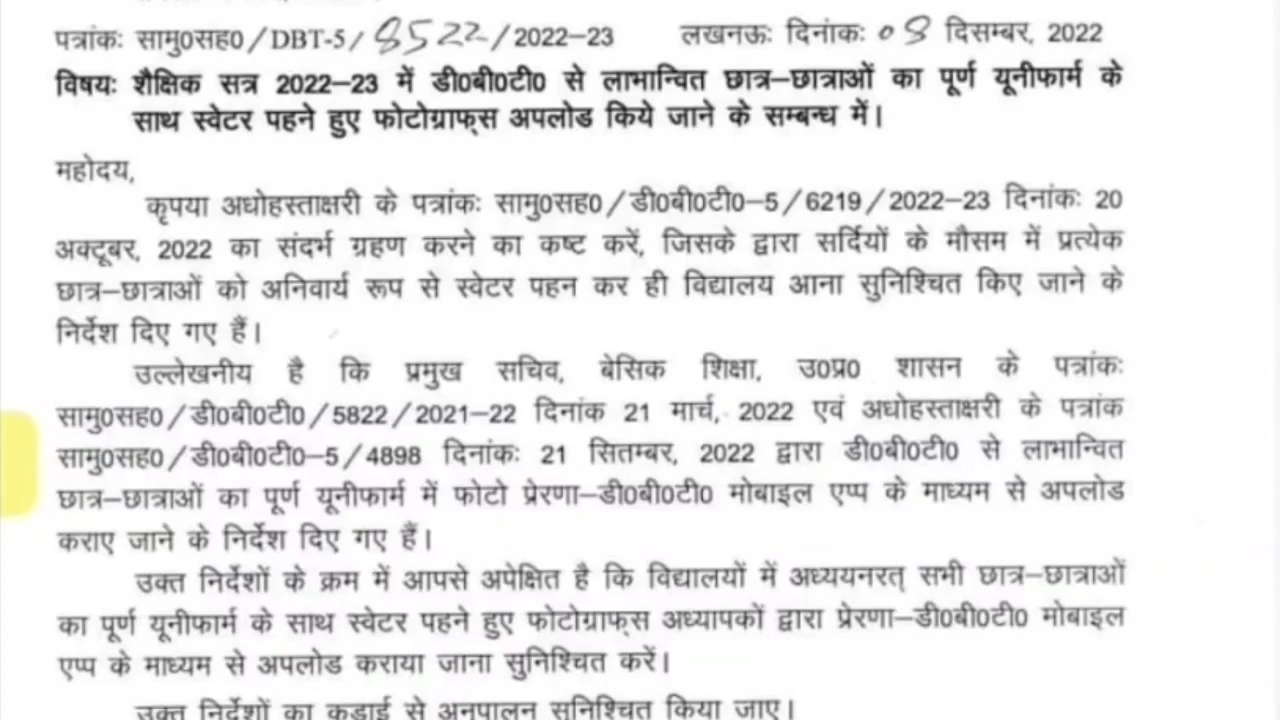 पत्रांकः सामु0सह0/DBT-5/8522/2022-23 लखनऊः दिनांकः 08 दिसम्बर, 2022
विषयः शैक्षिक सत्र 2022-23 में डी0बी0टी0 से लाभान्वित छात्र-छात्राओं का पूर्ण यूनीफार्म के
साथ स्वेटर पहने हुए फोटोग्राफ्स अपलोड किये जाने के सम्बन्ध में।
महोदय,
कृपया अधोहस्ताक्षरी के पत्रांकः सामु0सह0/डी0बी0टी0-5/6219/2022-23 दिनांकः 20
अक्टूबर, 2022 का संदर्भ ग्रहण करने का कष्ट करें, जिसके द्वारा सर्दियों के मौसम में प्रत्येक
छात्र-छात्राओं को अनिवार्य रूप से स्वेटर पहन कर ही विद्यालय आना सुनिश्चित किए जाने के
निर्देश दिए गए हैं।
उल्लेखनीय है कि प्रमुख सचिव, बेसिक शिक्षा, उ0प्र0 शासन के पत्रांकः
सामु0सह0/डी0बी0टी0/5822/2021-22 दिनांक 21 मार्च, 2022 एवं अधोहस्ताक्षरी के पत्रांक
सामु0सह0/डी0बी0टी0-5/4898 दिनांकः 21 सितम्बर, 2022 द्वारा डी0बी0टी0 से लाभान्वित
छात्र-छात्राओं का पूर्ण यूनीफार्म में फोटो प्रेरणा-डी0बी0टी0 मोबाइल एप्प के माध्यम से अपलोड
कराए जाने के निर्देश दिए गए हैं।
उक्त निर्देशों के क्रम में आपसे अपेक्षित है कि विद्यालयों में अध्ययनरत् सभी छात्र-छात्राओं
का पूर्ण यूनीफार्म के साथ स्वेटर पहने हुए फोटोग्राफ्स अध्यापकों द्वारा प्रेरणा-डी0बी0टी0 मोबाइल
एप्प के माध्यम से अपलोड कराया जाना सुनिश्चित करें।
उक्त निर्देशों का कड़ाई से अनुपालन सुनिश्चित किया जाए।